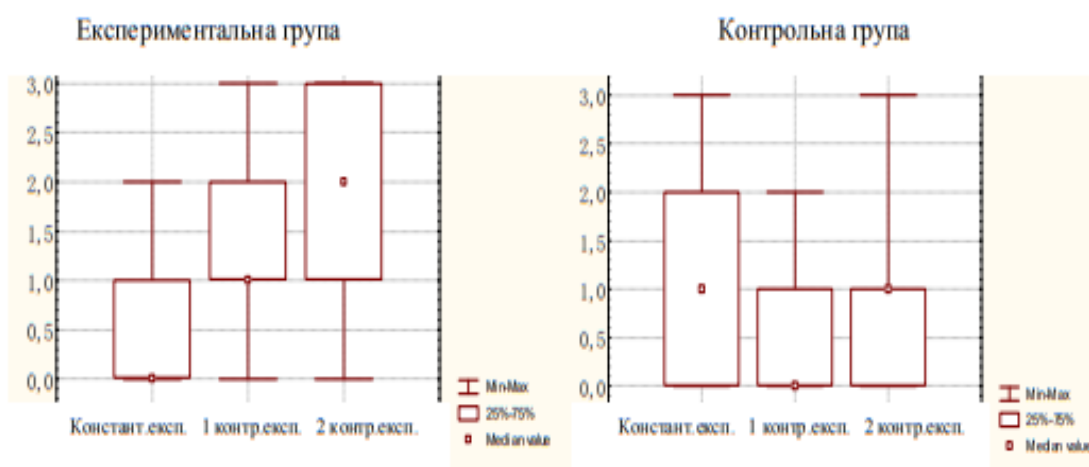 Експериментальна група
3,0
2,5
2,0
1,5
1,0
0,5
0,0
Констант.експ. 1 контр.експ. 2 контр.експ.
Min-Max
25%-75%
Median value
Контрольна група
3,0
2,5
2,0
1,5
1,0
0,5
0,0
Констант.експ. 1 контр.експ. 2 контр.експ.
Min-Max
25%-75%
Median value